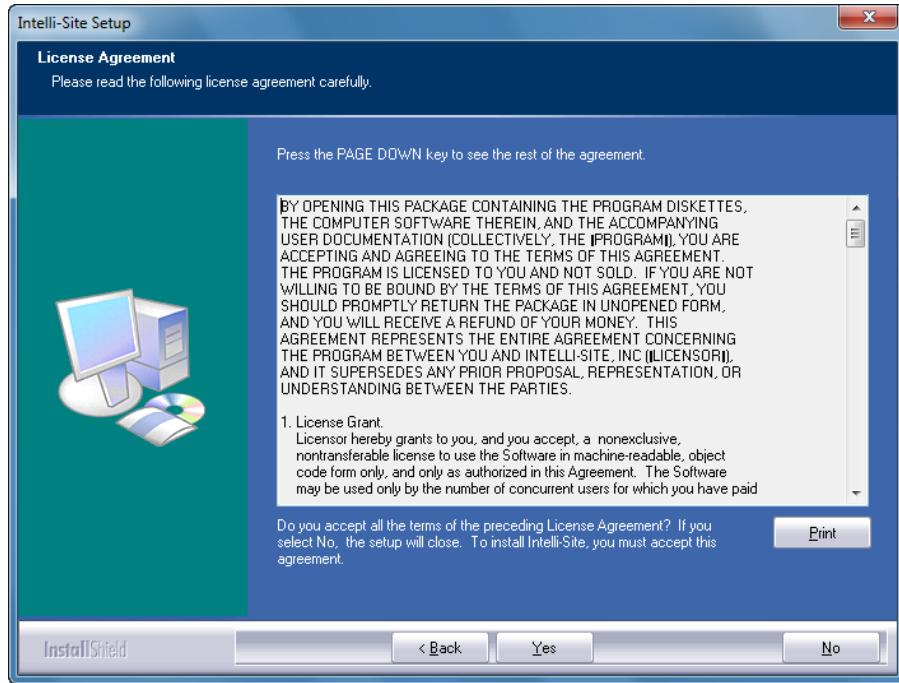 Intelli-Site Setup
License Agreement
Please read the following license agreement carefully.
Press the PAGE DOWN key to see the rest of the agreement.
BY OPENING THIS PACKAGE CONTAINING THE PROGRAM DISKETTES,
THE COMPUTER SOFTWARE THEREIN, AND THE ACCOMPANYING
USER DOCUMENTATION (COLLECTIVELY, THE ▯PROGRAM▯), YOU ARE
ACCEPTING AND AGREEING TO THE TERMS OF THIS AGREEMENT.
THE PROGRAM IS LICENSED TO YOU AND NOT SOLD. IF YOU ARE NOT
WILLING TO BE BOUND BY THE TERMS OF THIS AGREEMENT, YOU
SHOULD PROMPTLY RETURN THE PACKAGE IN UNOPENED FORM,
AND YOU WILL RECEIVE A REFUND OF YOUR MONEY. THIS
AGREEMENT REPRESENTS THE ENTIRE AGREEMENT CONCERNING
THE PROGRAM BETWEEN YOU AND INTELLI-SITE, INC (▯LICENSOR▯),
AND IT SUPERSEDES ANY PRIOR PROPOSAL, REPRESENTATION, OR
UNDERSTANDING BETWEEN THE PARTIES.
1. License Grant.
Licensor hereby grants to you, and you accept, a nonexclusive,
nontransferable license to use the Software in machine-readable, object
code form only, and only as authorized in this Agreement. The Software
may be used only by the number of concurrent users for which you have paid
Do you accept all the terms of the preceding License Agreement? If you
select No, the setup will close. To install Intelli-Site, you must accept this
agreement.
Print
InstallShield
< Back
Yes
No